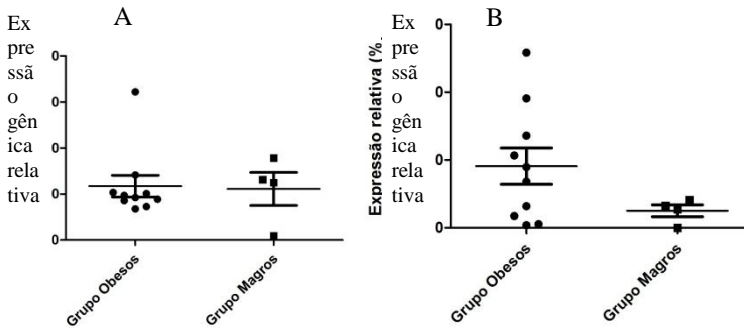 A
Ex
pre
ssã
o
gên
ica
rela
tiva
0
0
0
0
0
Grupo Obesos
Grupo Magros
B
Ex
pre
ssã
o
gên
ica
rela
tiva
Expressão relativa (%
0
0
0
0
Grupo Obesos
Grupo Magros